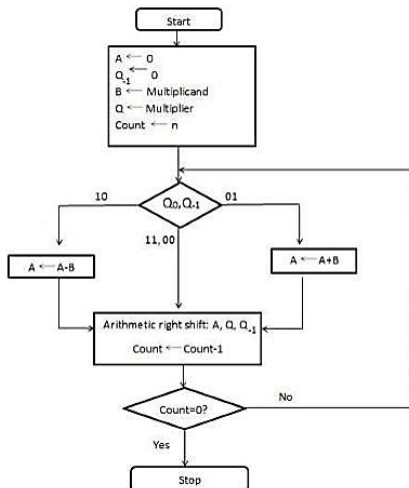 Start
A ← 0
Q-1 ← 0
B ← Multiplicand
Q ← Multiplier
Count ← n
10
Q0,Q-1
01
11,00
A ← A-B
A ← A+B
Arithmetic right shift: A, Q, Q-1
Count ← Count-1
Count=0?
No
Yes
Stop